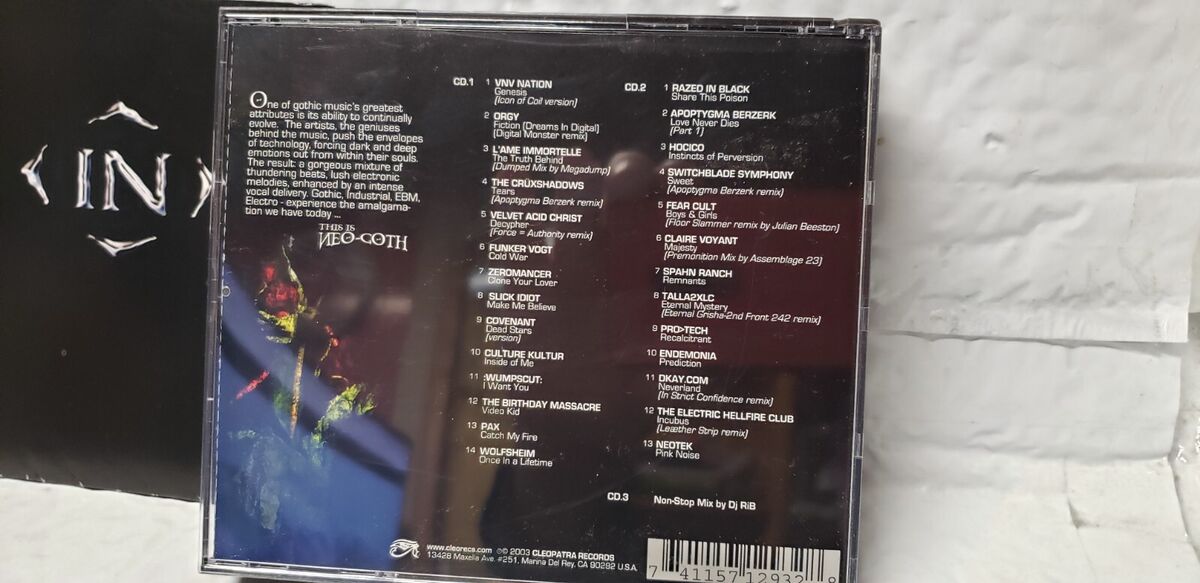 <IN>
One of gothic music's greatest
attributes is its ability to continually
evolve. The artists, the geniuses
behind the music, push the envelopes
of technology, forcing dark and deep
emotions out from within their souls.
The result: a gorgeous mixture of
thundering beats, lush electronic
melodies, enhanced by an intense
vocal delivery. Gothic, Industrial, EBM,
Electro - experience the amalgama-
tion we have today ...
THIS IS
NEO-GOTH
CD.1
1 VNV NATION
Genesis
(Icon of Coil version)
2 ORGY
Fiction (Dreams In Digital)
(Digital Monster remix)
3 L'AME IMMORTELLE
The Truth Behind
(Dumped Mix by Megadump)
4 THE CRÜXSHADOWS
Tears
(Apoptygma Berzerk remix)
5 VELVET ACID CHRIST
Decypher
(Force = Authority remix)
6 FUNKER VOGT
Cold War
7 ZEROMANCER
Clone Your Lover
8 SLICK IDIOT
Make Me Believe
9 COVENANT
Dead Stars
(version)
10 CULTURE KULTUR
Inside of Me
11 :WUMPSCUT:
I Want You
12 THE BIRTHDAY MASSACRE
Video Kid
13 PAX
Catch My Fire
14 WOLFSHEIM
Once In a Lifetime
CD.2
1 RAZED IN BLACK
Share This Poison
2 APOPTYGMA BERZERK
Love Never Dies
(Part 1)
3 HOCICO
Instincts of Perversion
4 SWITCHBLADE SYMPHONY
Sweet
(Apoptygma Berzerk remix)
5 FEAR CULT
Boys & Girls
(Floor Slammer remix by Julian Beeston)
6 CLAIRE VOYANT
Majesty
(Premonition Mix by Assemblage 23)
7 SPAHN RANCH
Remnants
8 TALLA2XLC
Eternal Mystery
(Eternal Grisha-2nd Front 242 remix)
9 PRO>TECH
Recalcitrant
10 ENDEMONIA
Prediction
11 DKAY.COM
Neverland
(In Strict Confidence remix)
12 THE ELECTRIC HELLFIRE CLUB
Incubus
(Leæther Strip remix)
13 NEOTEK
Pink Noise
CD.3 Non-Stop Mix by Dj RiB
www.cleorecs.com ©℗ 2003 CLEOPATRA RECORDS
13428 Maxella Ave. #251, Marina Del Rey, CA 90292 U.S.A.
7 41157 12932 8